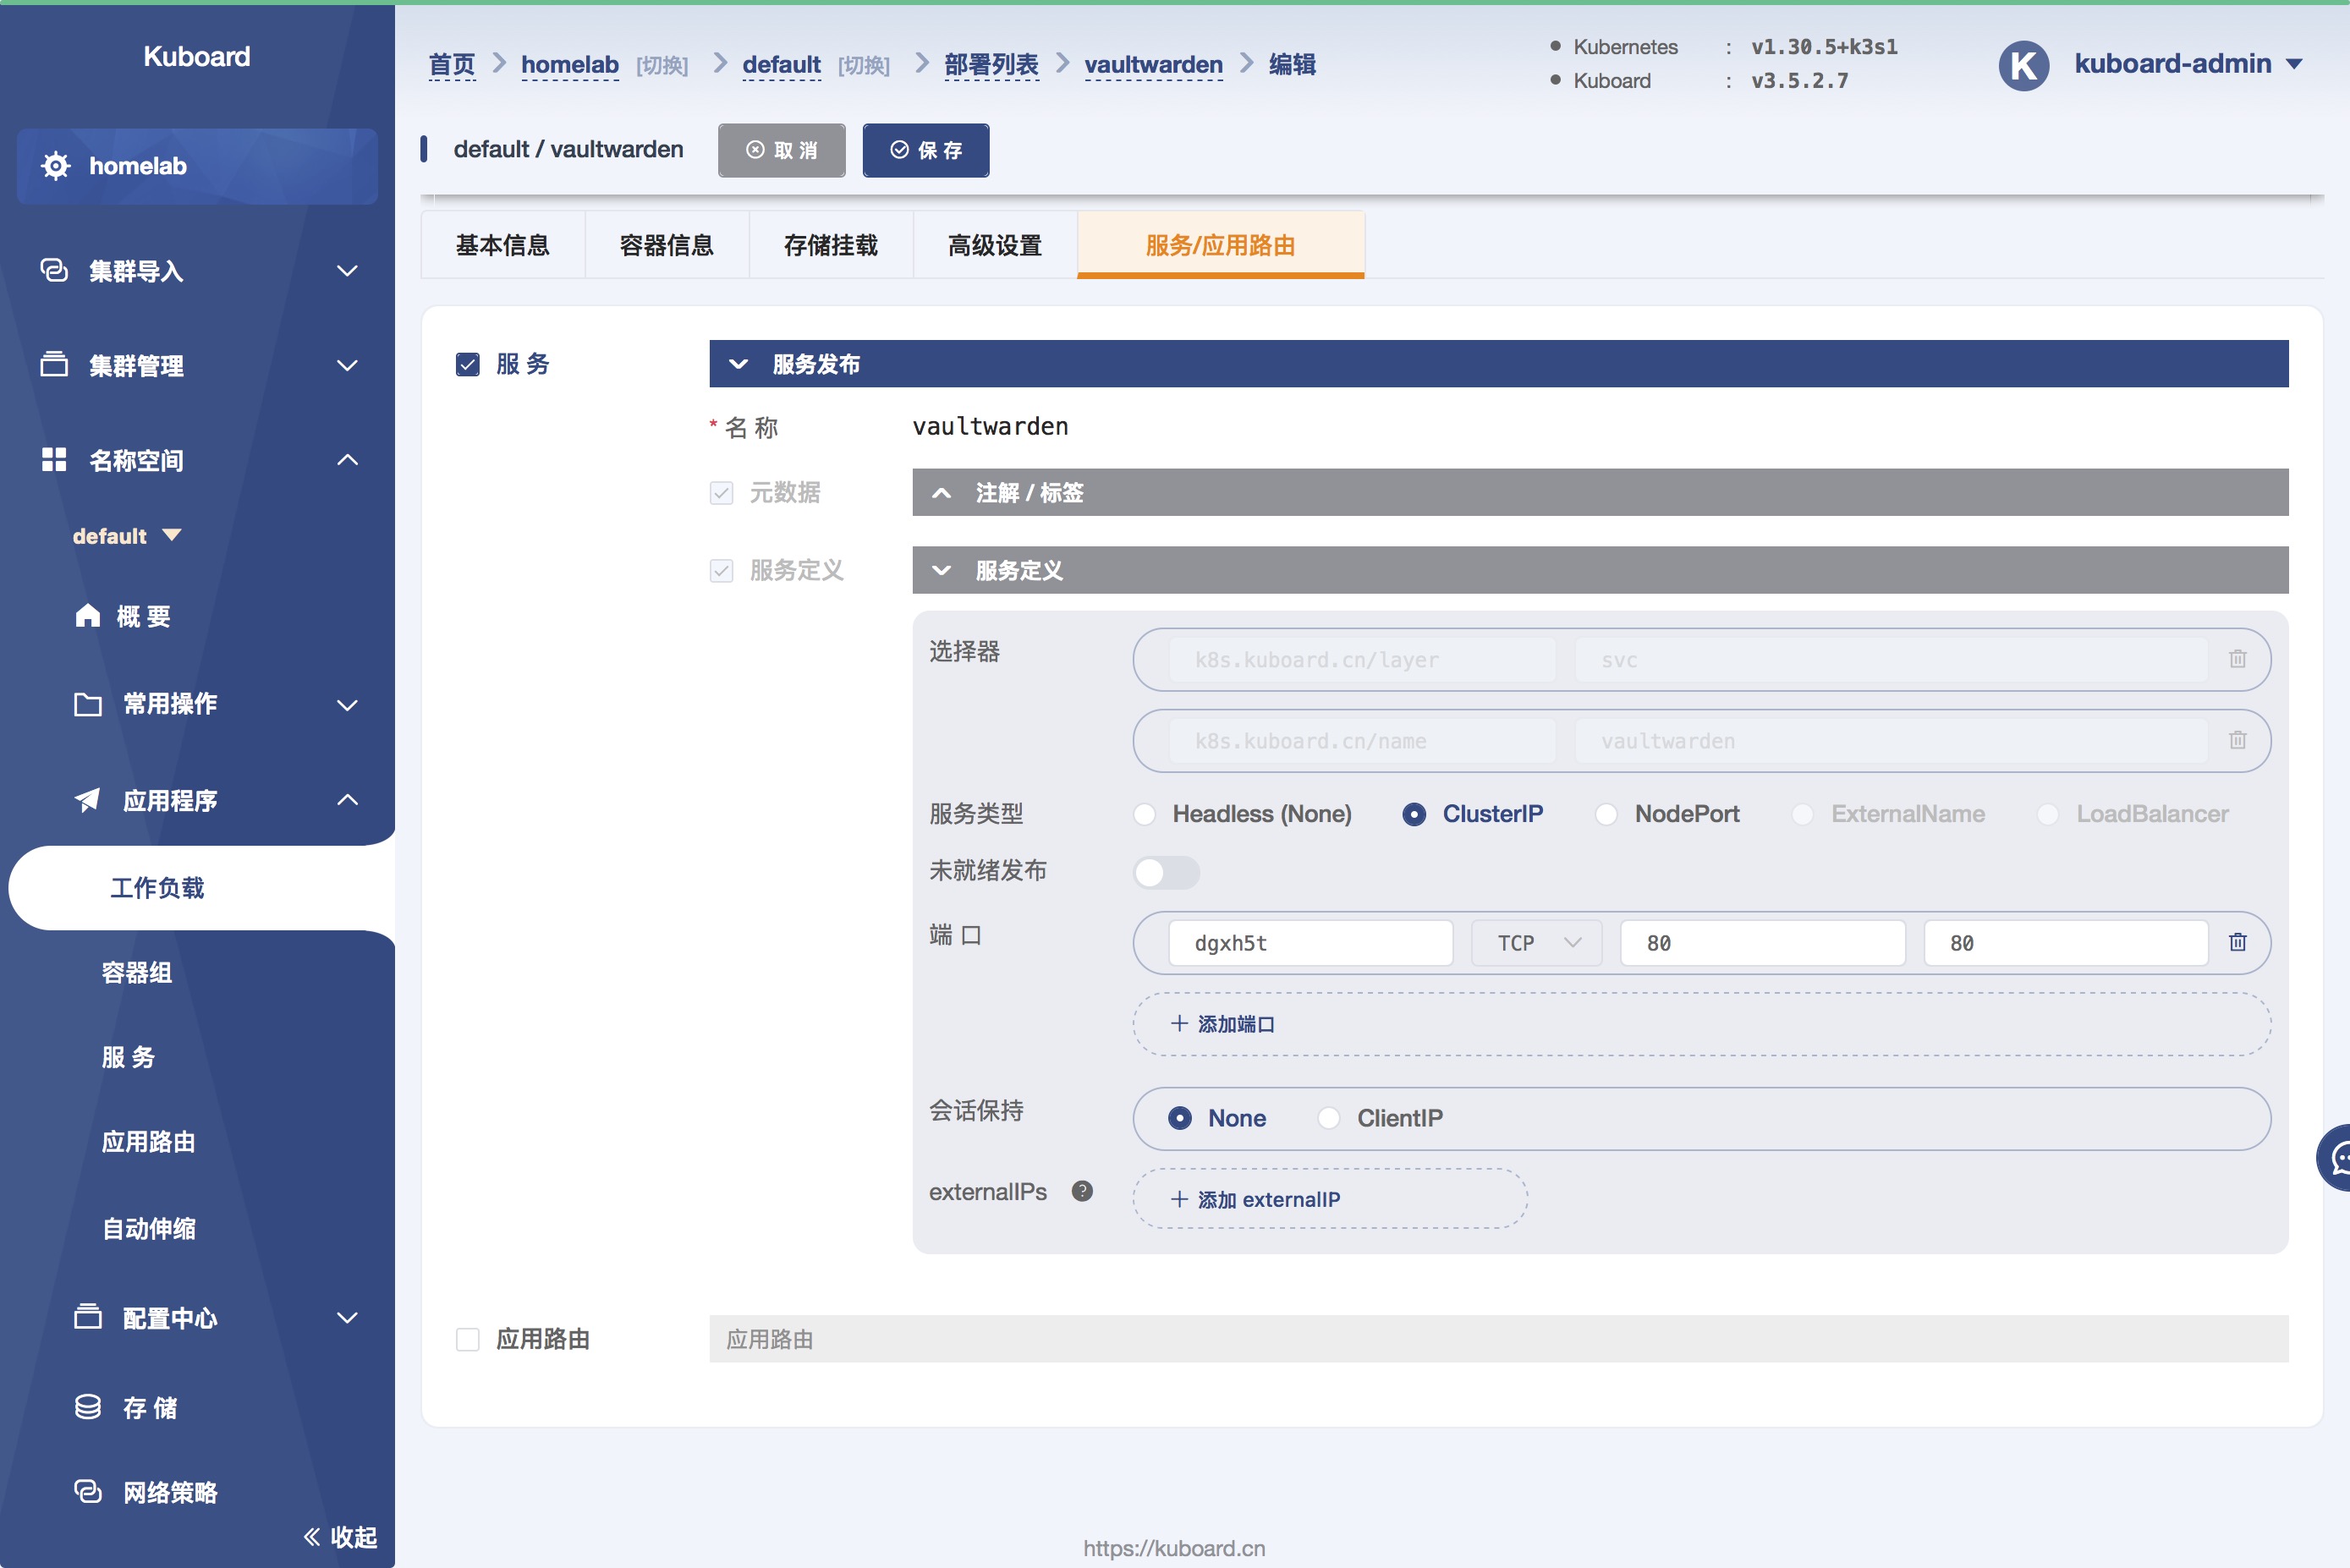 Kuboard
homelab
集群导入
集群管理
名称空间
default
概 要
常用操作
应用程序
工作负载
容器组
服 务
应用路由
自动伸缩
配置中心
存 储
网络策略
收起
首页 homelab [切换] default [切换] 部署列表 vaultwarden 编辑
Kubernetes : v1.30.5+k3s1
Kuboard : v3.5.2.7
K kuboard-admin
default / vaultwarden 取 消 保 存
基本信息 容器信息 存储挂载 高级设置 服务/应用路由
服 务 服务发布
* 名 称 vaultwarden
元数据 注解 / 标签
服务定义 服务定义
选择器 k8s.kuboard.cn/layer svc
k8s.kuboard.cn/name vaultwarden
服务类型 Headless (None) ClusterIP NodePort ExternalName LoadBalancer
未就绪发布
端 口 dgxh5t TCP 80 80
+ 添加端口
会话保持 None ClientIP
externalIPs ? + 添加 externalIP
应用路由 应用路由
https://kuboard.cn